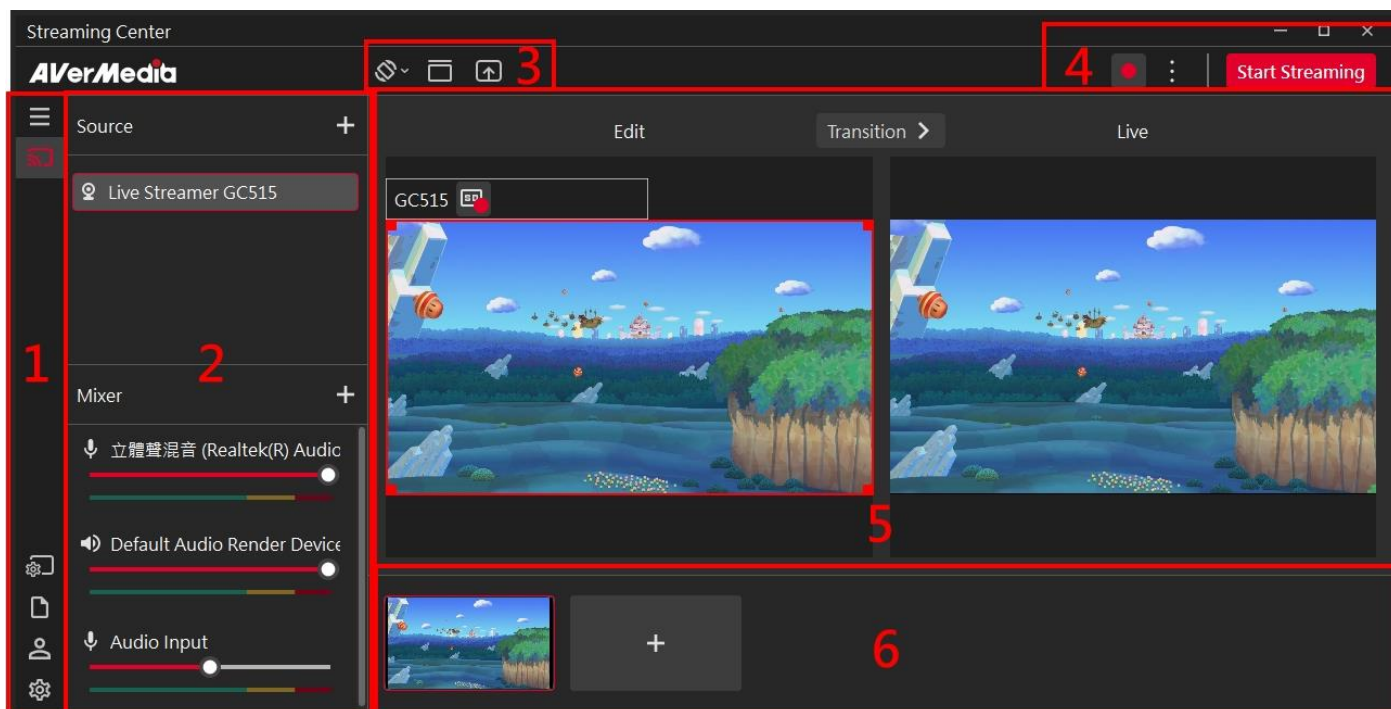 Streaming Center
AVerMedia
3
4
Start Streaming
Source
Edit
Transition
Live
Live Streamer GC515
GC515
1
2
Mixer
立體聲混音 (Realtek(R) Audio
5
Default Audio Render Device
Audio Input
6